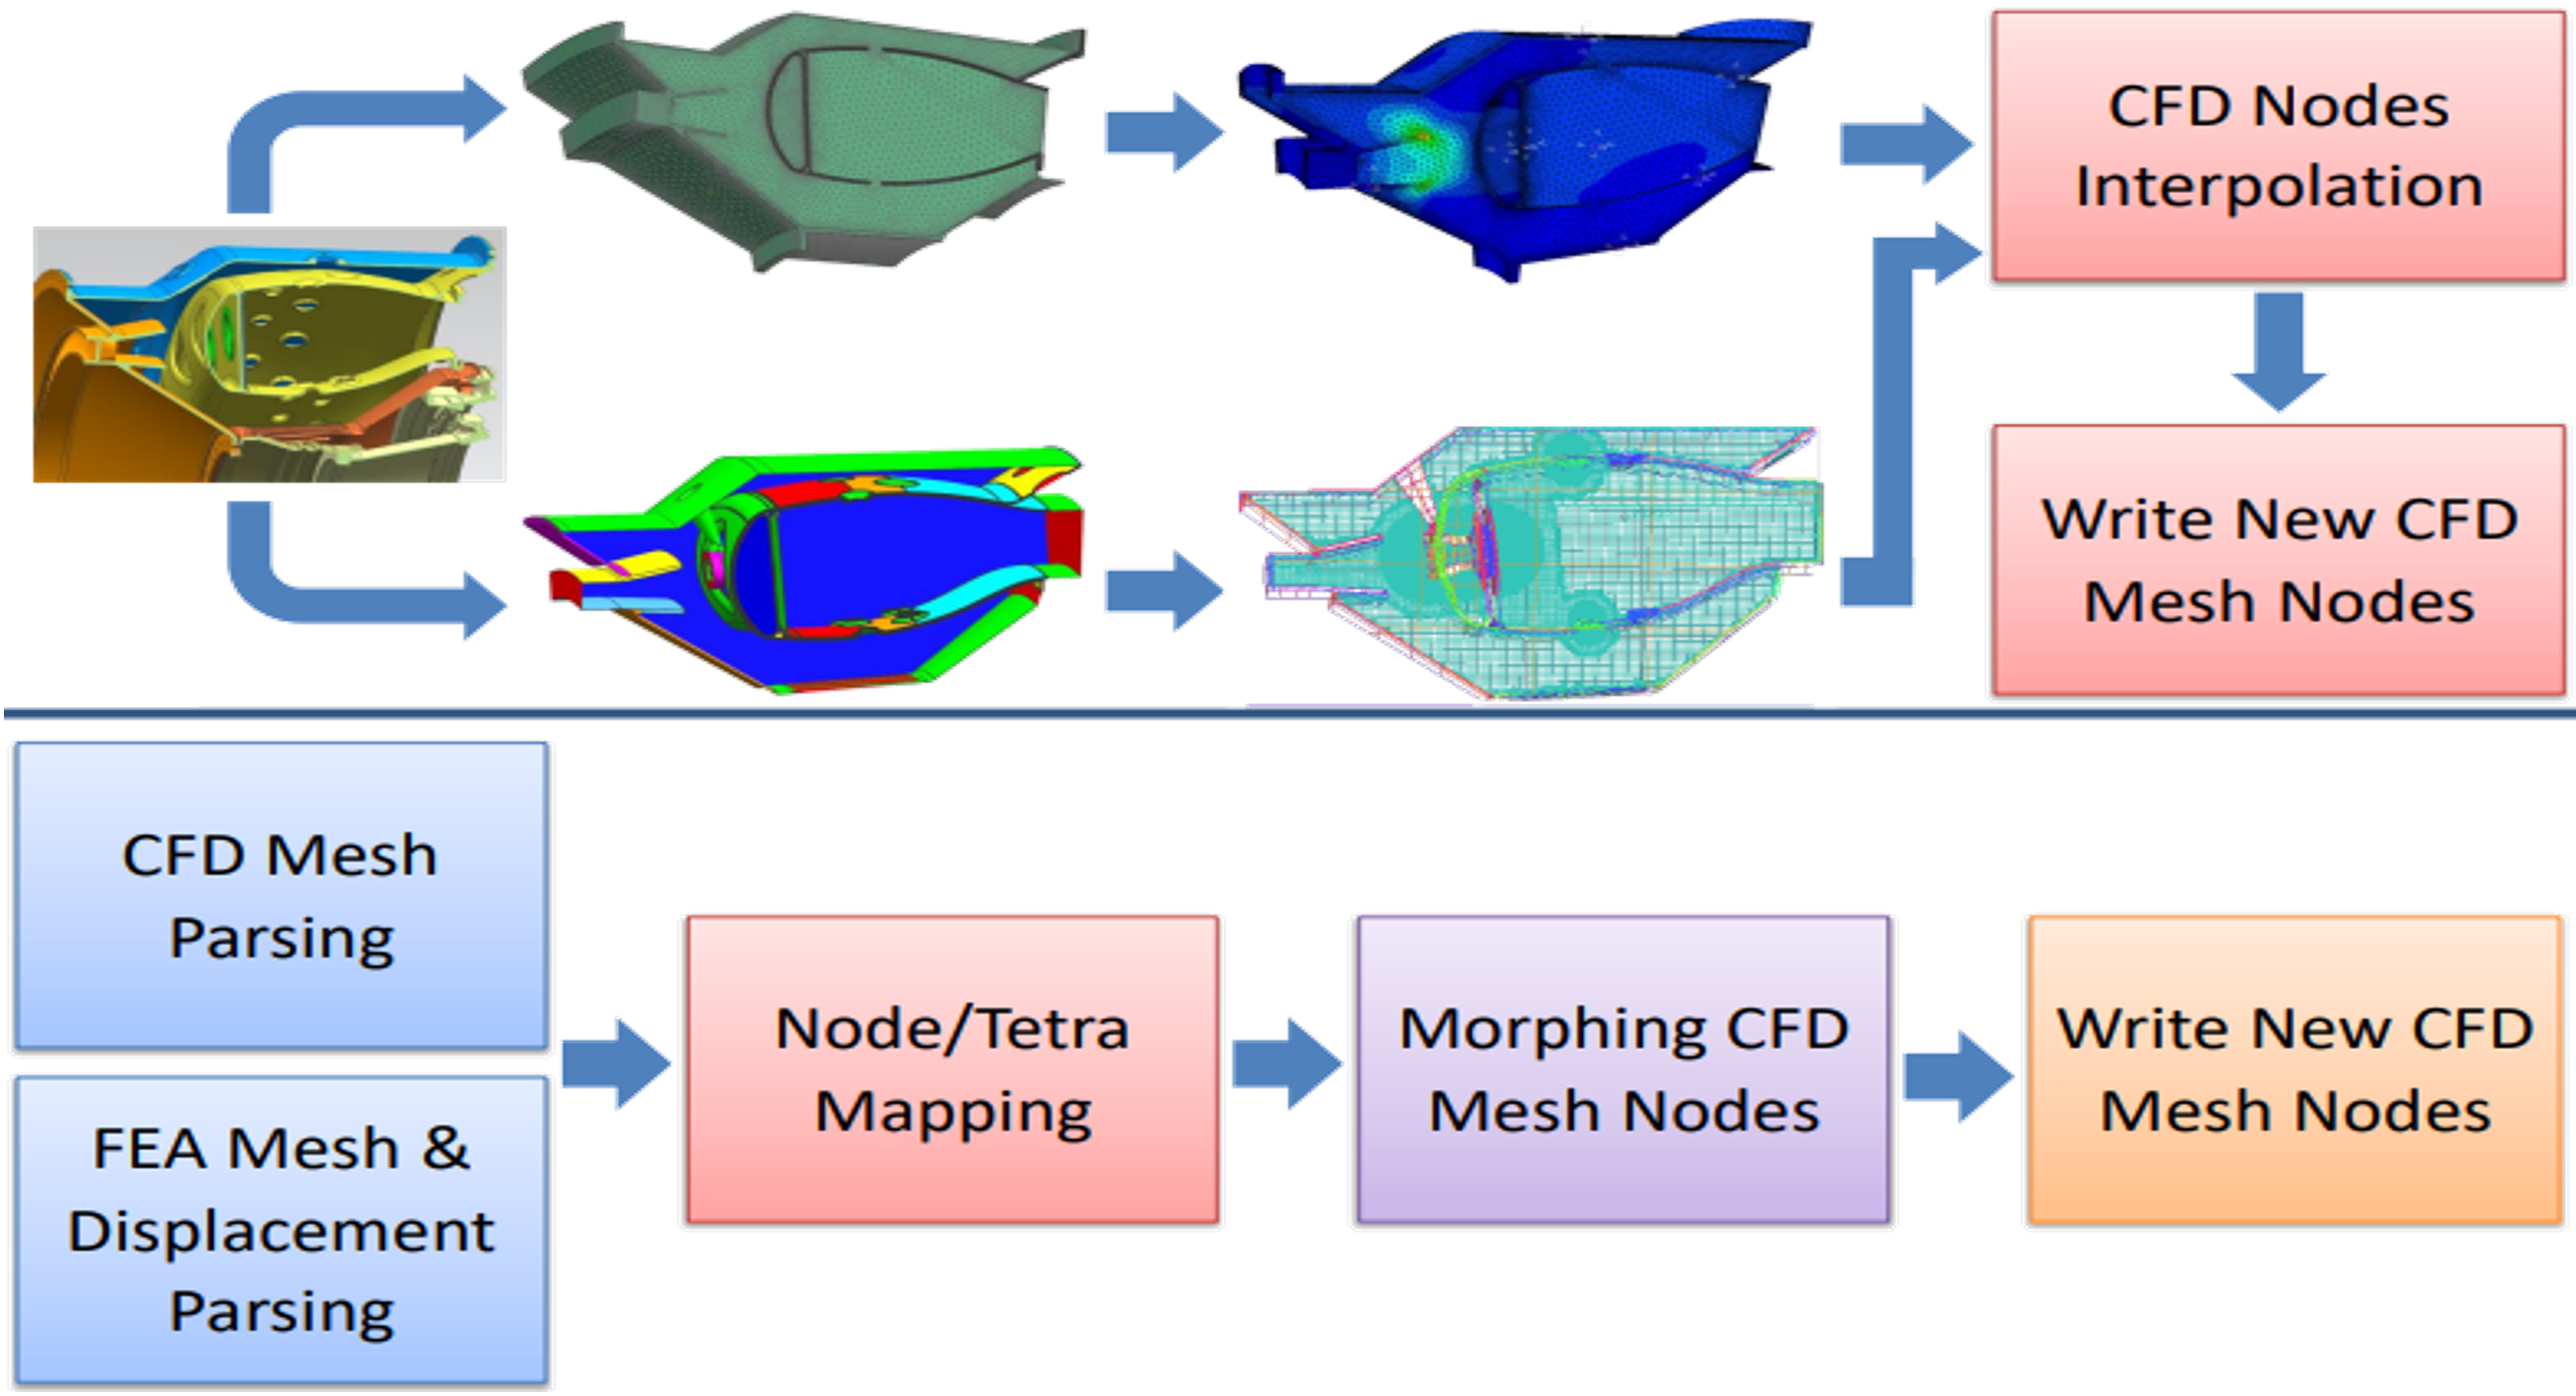 CFD Nodes
Interpolation
Write New CFD
Mesh Nodes
CFD Mesh
Parsing
FEA Mesh &
Displacement
Parsing
Node/Tetra
Mapping
Morphing CFD
Mesh Nodes
Write New CFD
Mesh Nodes